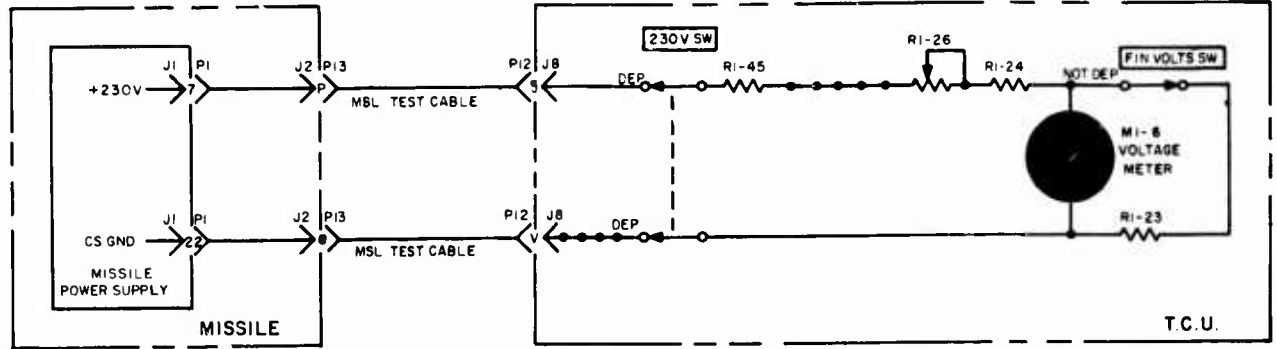 230V SW
R1-26
J1 P1
J2 P13
P12 J8
DEP
R1-45
R1-24
NOT DEP
FIN VOLTS SW
+230V
7
P
MSL TEST CABLE
M1-6
VOLTAGE
METER
J1 P1
J2 P13
P12 J8
DEP
R1-23
CS GND
22
V
MSL TEST CABLE
MISSILE
POWER SUPPLY
MISSILE
T.C.U.